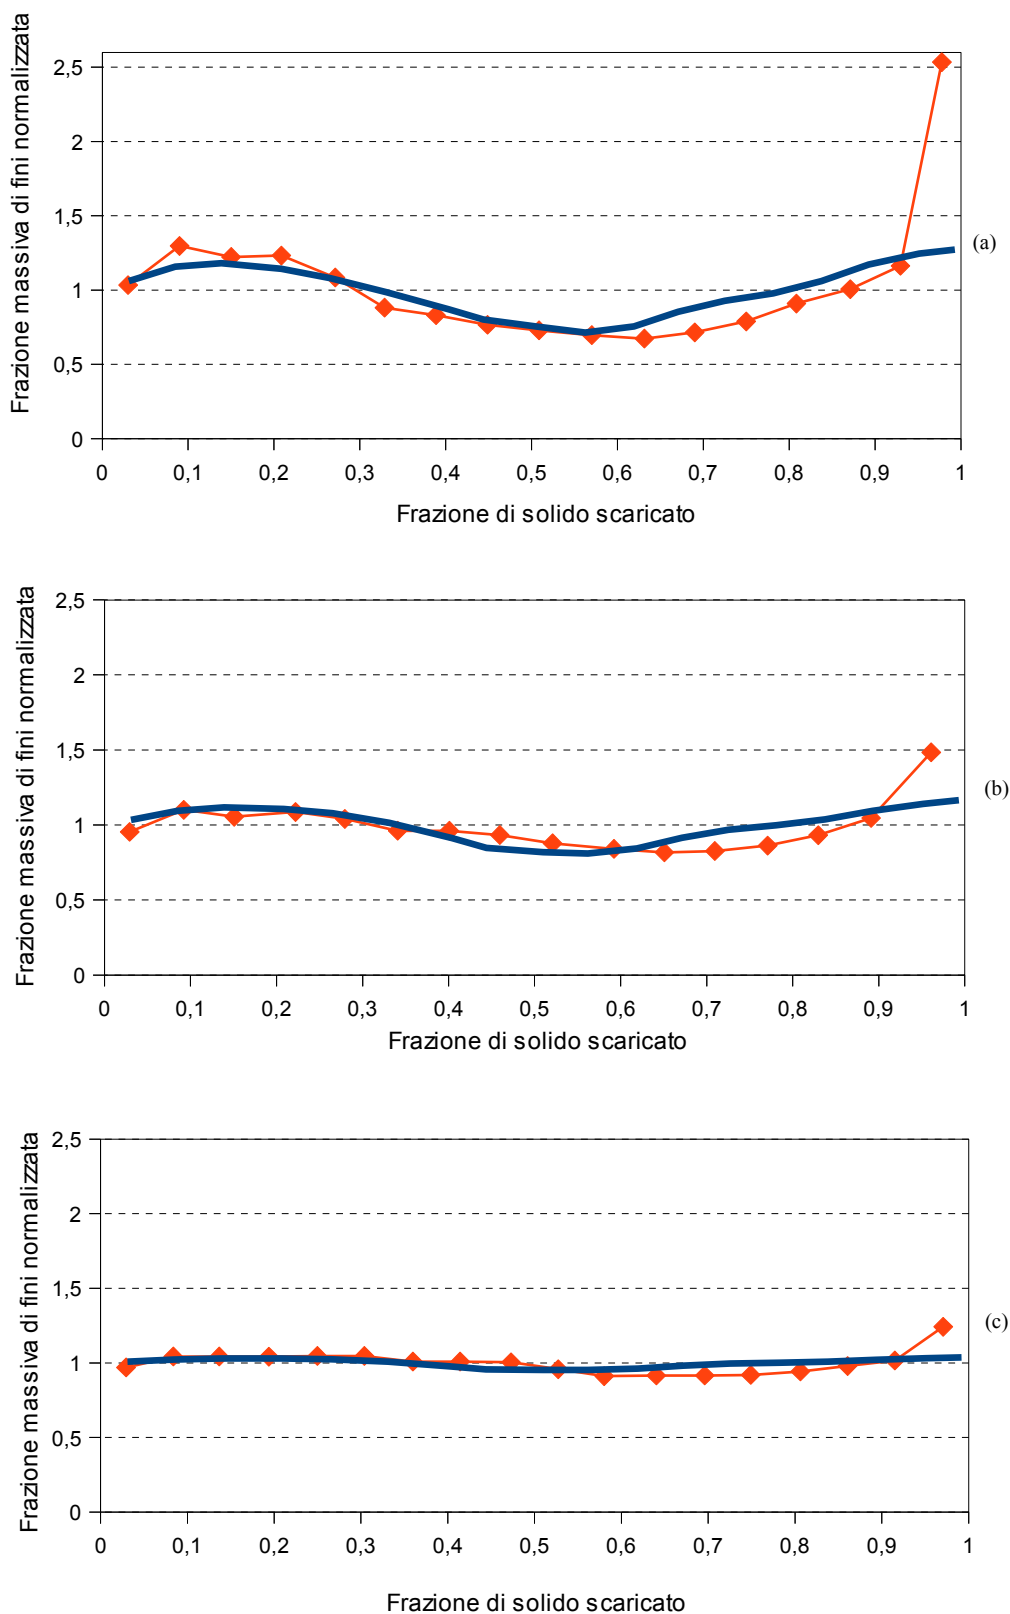 Frazione massiva di fini normalizzata
2,5
2
1,5
1
0,5
0
0 0,1 0,2 0,3 0,4 0,5 0,6 0,7 0,8 0,9 1
Frazione di solido scaricato
(a)
Frazione massiva di fini normalizzata
2,5
2
1,5
1
0,5
0
0 0,1 0,2 0,3 0,4 0,5 0,6 0,7 0,8 0,9 1
Frazione di solido scaricato
(b)
Frazione massiva di fini normalizzata
2,5
2
1,5
1
0,5
0
0 0,1 0,2 0,3 0,4 0,5 0,6 0,7 0,8 0,9 1
Frazione di solido scaricato
(c)